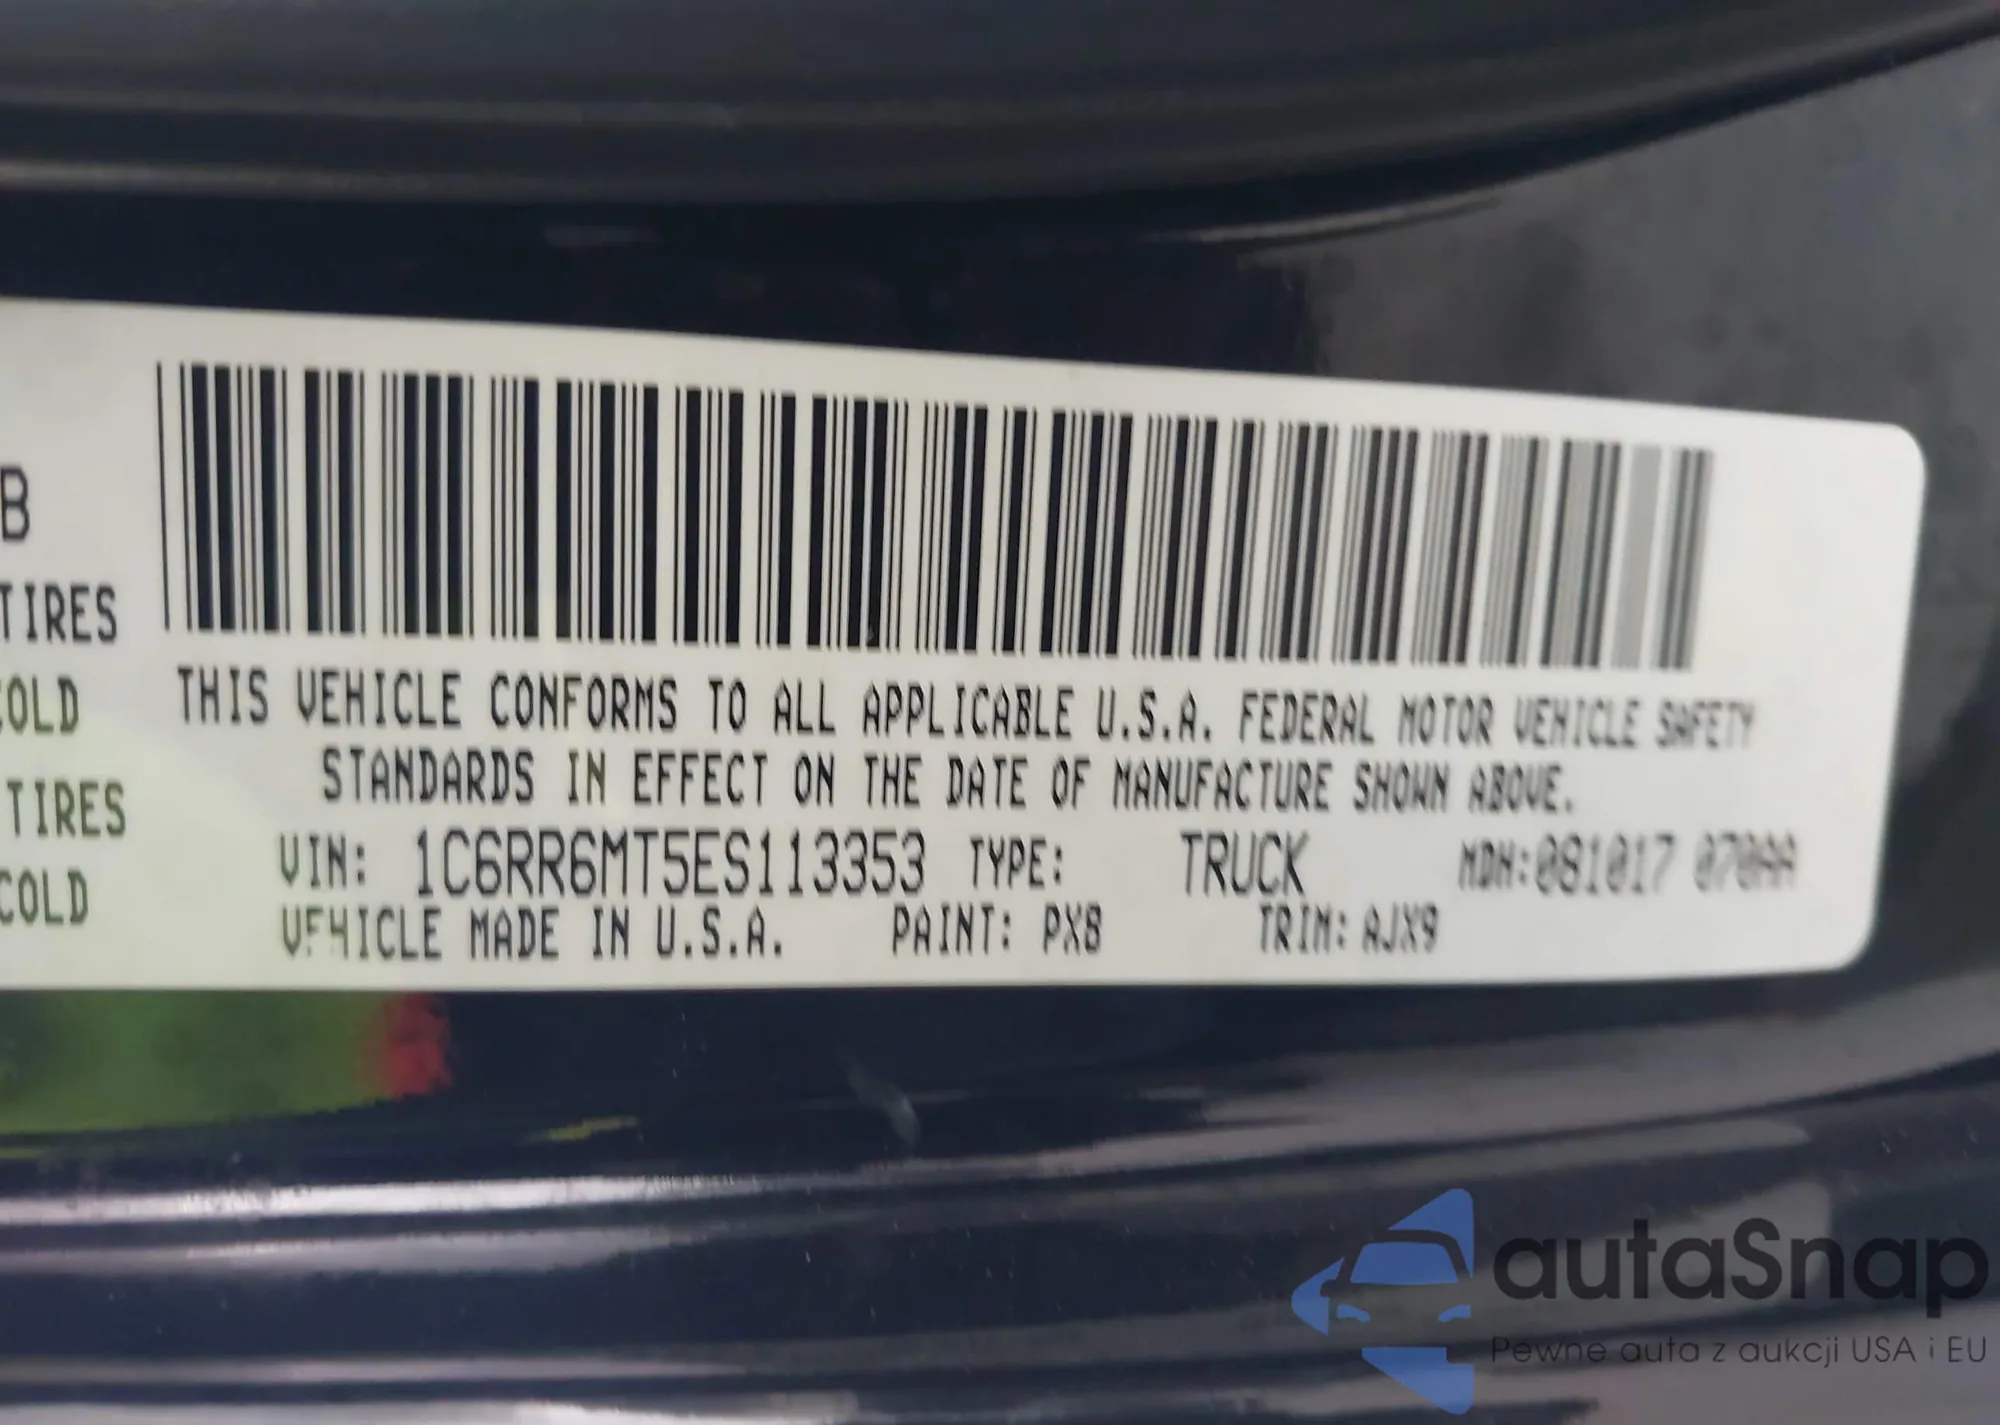 B
TIRES
COLD
TIRES
COLD
THIS VEHICLE CONFORMS TO ALL APPLICABLE U.S.A. FEDERAL MOTOR VEHICLE SAFETY
STANDARDS IN EFFECT ON THE DATE OF MANUFACTURE SHOWN ABOVE.
VIN: 1C6RR6MT5ES113353 TYPE: TRUCK MDH:081017 070AA
VEHICLE MADE IN U.S.A. PAINT: PX8 TRIM: AJX9
autaSnap
Pewne auta z aukcji USA i EU